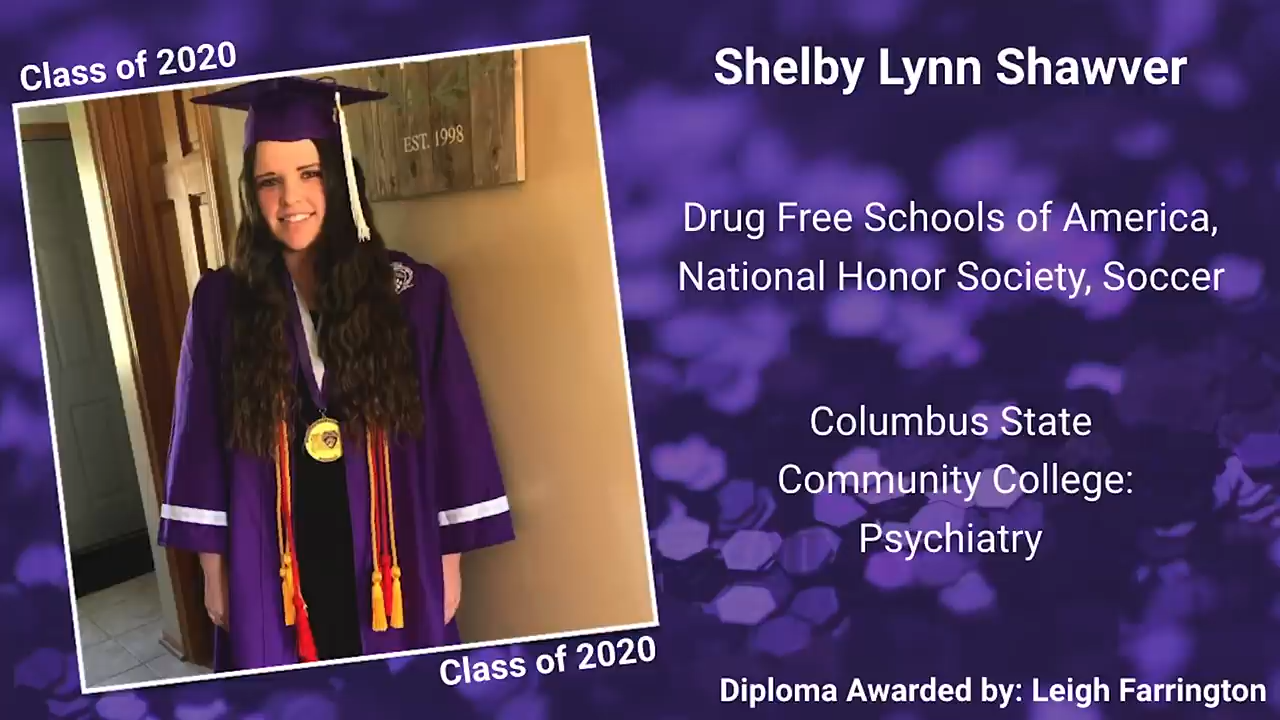 Class of 2020
EST. 1998
Class of 2020
Shelby Lynn Shawver
Drug Free Schools of America,
National Honor Society, Soccer
Columbus State
Community College:
Psychiatry
Diploma Awarded by: Leigh Farrington